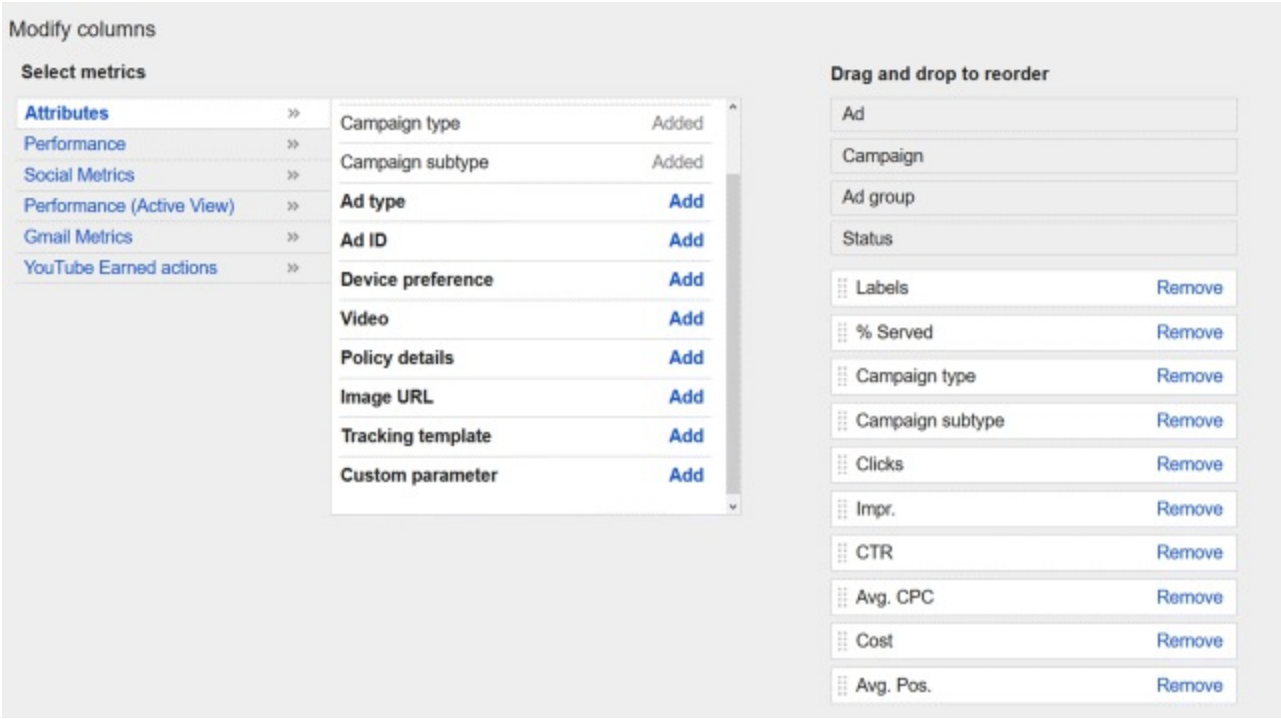 Modify columns
Select metrics
Attributes »
Performance »
Social Metrics »
Performance (Active View) »
Gmail Metrics »
YouTube Earned actions »
Campaign type Added
Campaign subtype Added
Ad type Add
Ad ID Add
Device preference Add
Video Add
Policy details Add
Image URL Add
Tracking template Add
Custom parameter Add
Drag and drop to reorder
Ad
Campaign
Ad group
Status
Labels Remove
% Served Remove
Campaign type Remove
Campaign subtype Remove
Clicks Remove
Impr. Remove
CTR Remove
Avg. CPC Remove
Cost Remove
Avg. Pos. Remove